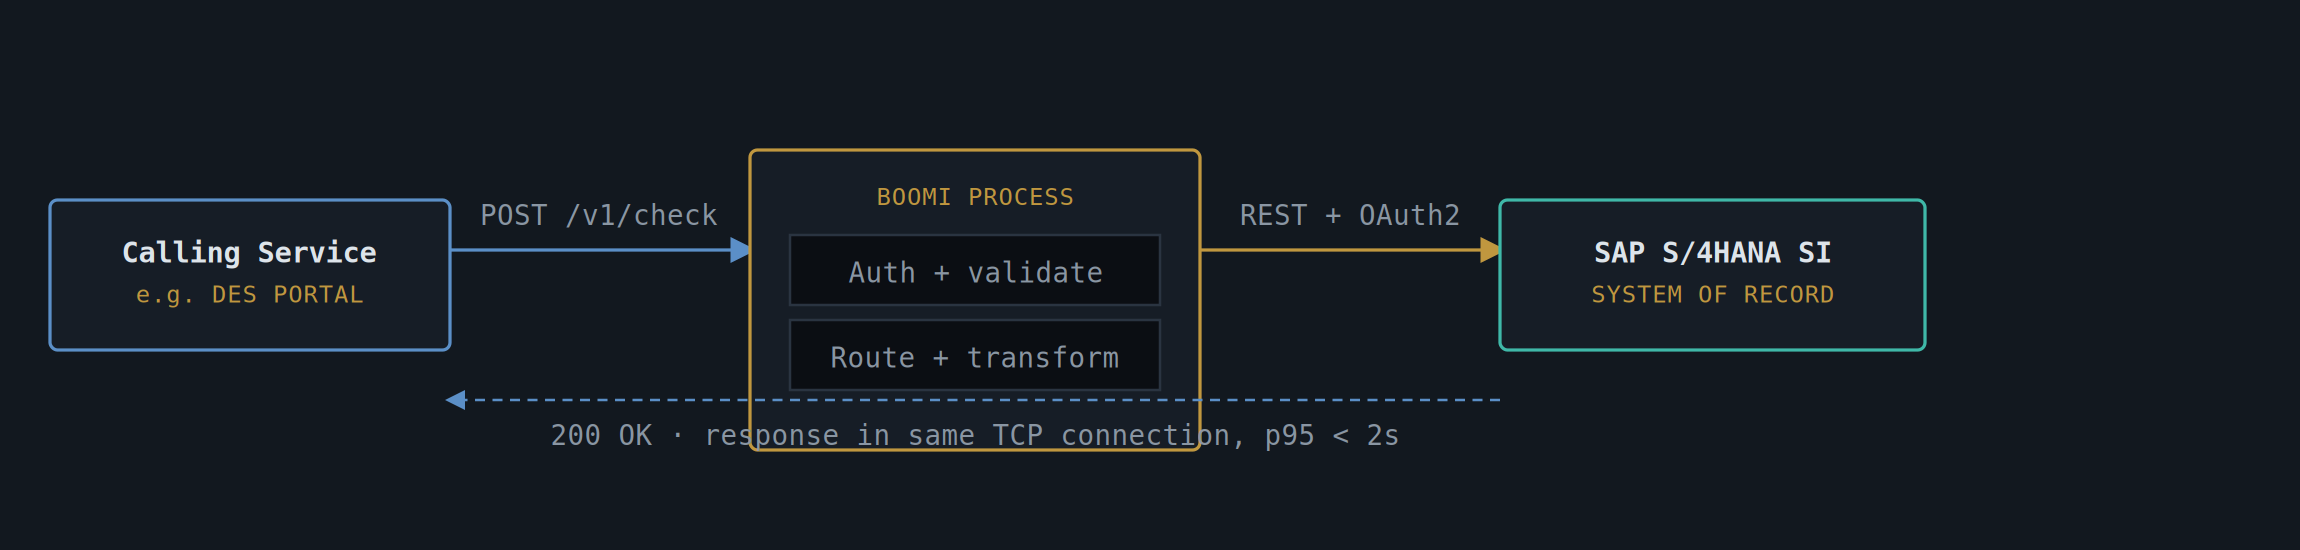 Calling Service
e.g. DES PORTAL
POST /v1/check
BOOMI PROCESS
Auth + validate
Route + transform
REST + OAuth2
SAP S/4HANA SI
SYSTEM OF RECORD
200 OK · response in same TCP connection, p95 < 2s